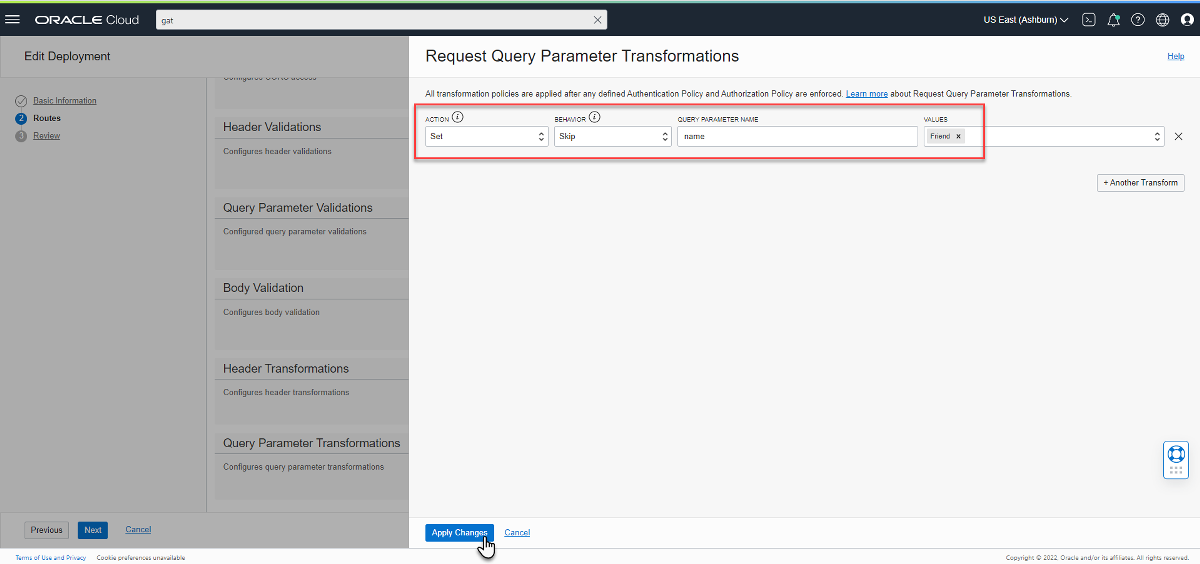 ORACLE Cloud
gat
US East (Ashburn)
Edit Deployment
Basic Information
2 Routes
3 Review
Header Validations
Configures header validations
Query Parameter Validations
Configured query parameter validations
Body Validation
Configures body validation
Header Transformations
Configures header transformations
Query Parameter Transformations
Configures query parameter transformations
Previous
Next
Cancel
Request Query Parameter Transformations
Help
All transformation policies are applied after any defined Authentication Policy and Authorization Policy are enforced. Learn more about Request Query Parameter Transformations.
ACTION BEHAVIOR QUERY PARAMETER NAME VALUES
Set Skip name Friend
+ Another Transform
Apply Changes
Cancel
Terms of Use and Privacy Cookie preferences unavailable
Copyright © 2022, Oracle and/or its affiliates. All rights reserved.